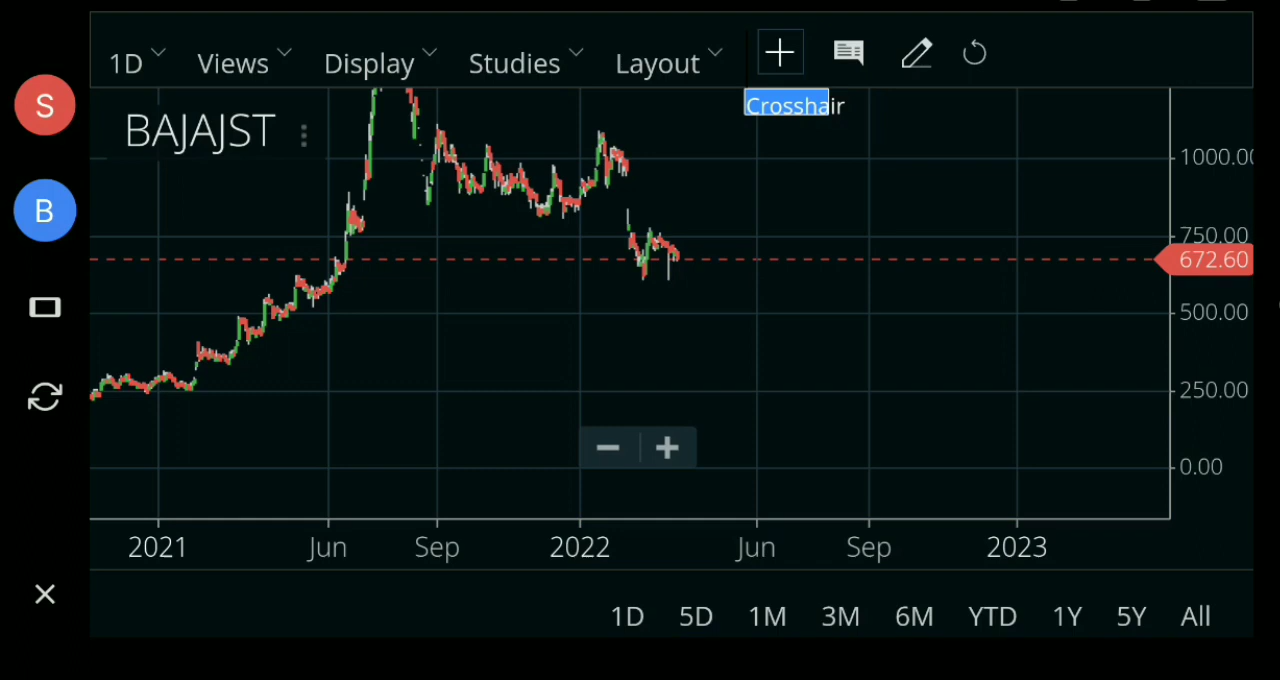 1D Views Display Studies Layout
Crosshair
S
BAJAJST
B
1000.00
750.00
672.60
500.00
250.00
0.00
2021 Jun Sep 2022 Jun Sep 2023
1D 5D 1M 3M 6M YTD 1Y 5Y All